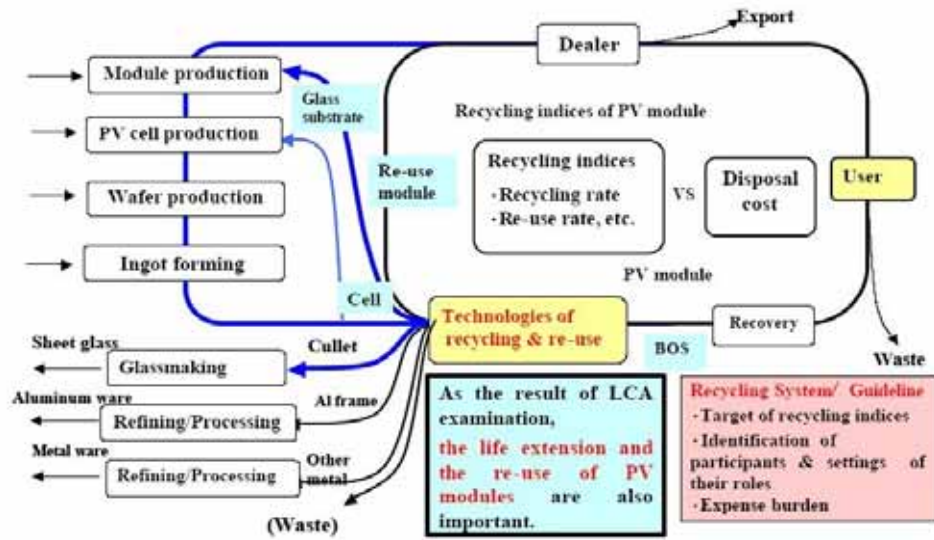 Export
Dealer
Module production
Glass
substrate
PV cell production
Recycling indices of PV module
Re-use
module
Recycling indices
・Recycling rate
・Re-use rate, etc.
VS
Disposal
cost
User
Wafer production
Ingot forming
PV module
Cell
Technologies of
recycling & re-use
Recovery
BOS
Waste
Sheet glass
Glassmaking
Cullet
Aluminum ware
Refining/Processing
Al frame
Metal ware
Refining/Processing
Other
metal
(Waste)
As the result of LCA
examination,
the life extension and
the re-use of PV
modules are also
important.
Recycling System/ Guideline
・Target of recycling indices
・Identification of
participants & settings of
their roles
・Expense burden